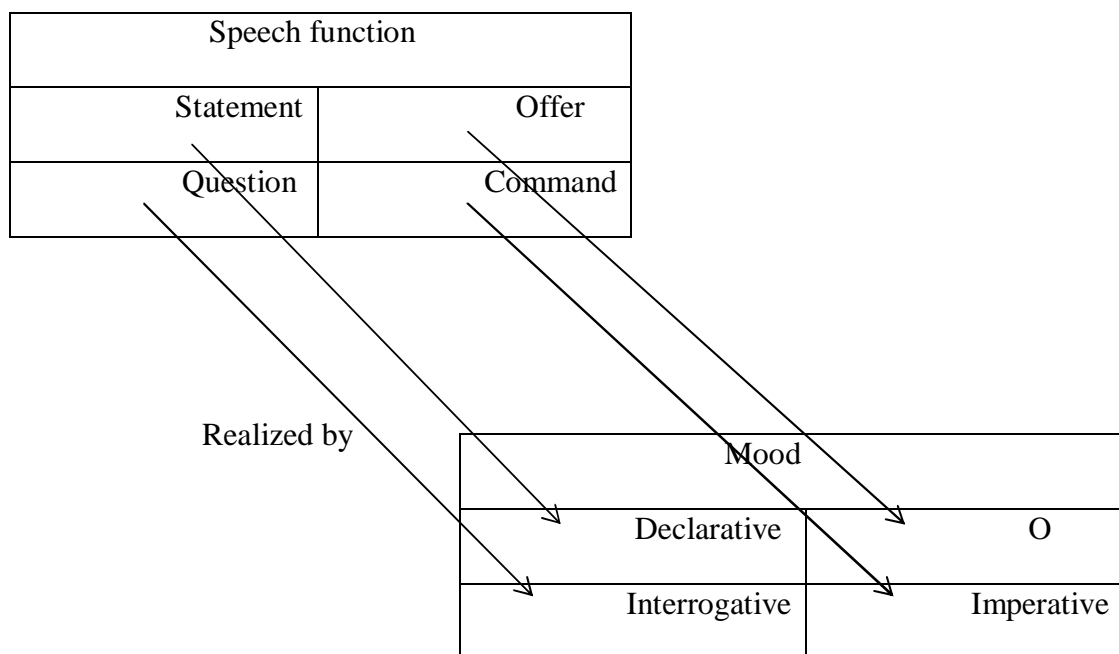 Speech function
Statement Offer
Question Command
Realized by
Mood
Declarative O
Interrogative Imperative